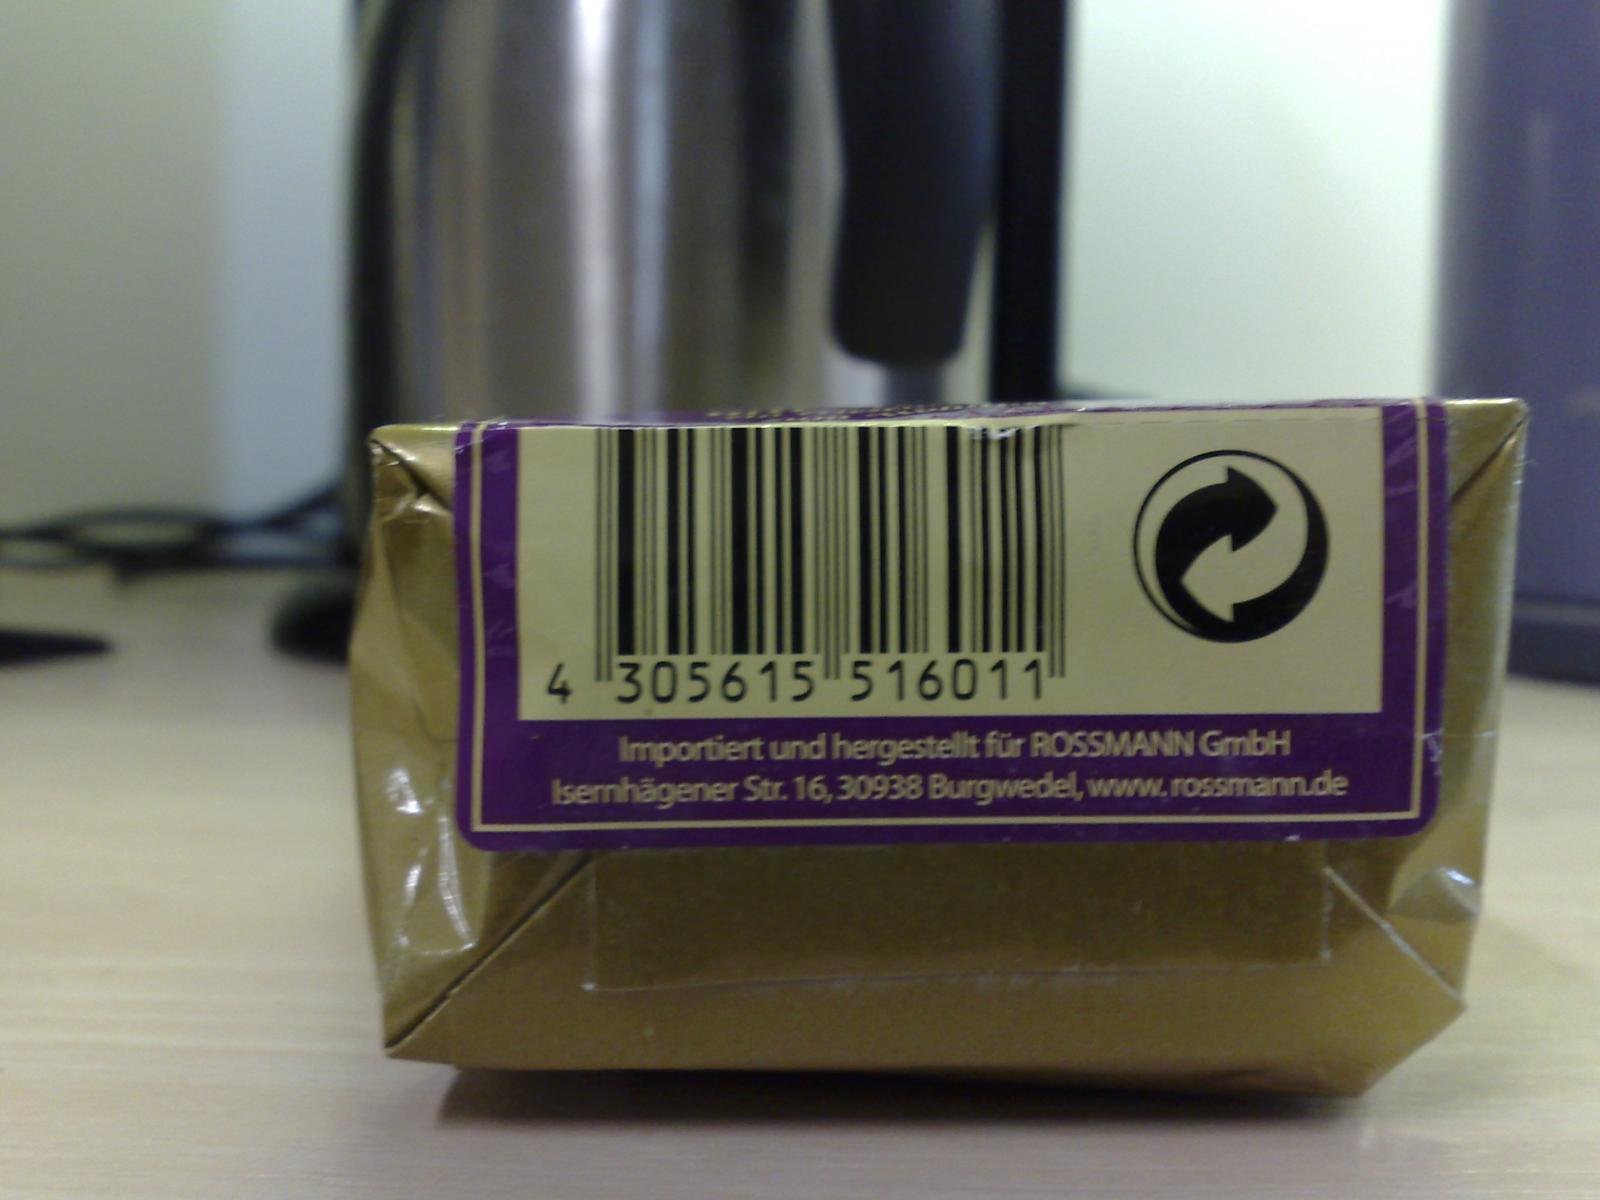 4 305615 516011
Importiert und hergestellt für ROSSMANN GmbH
Isernhägener Str. 16, 30938 Burgwedel, www.rossmann.de